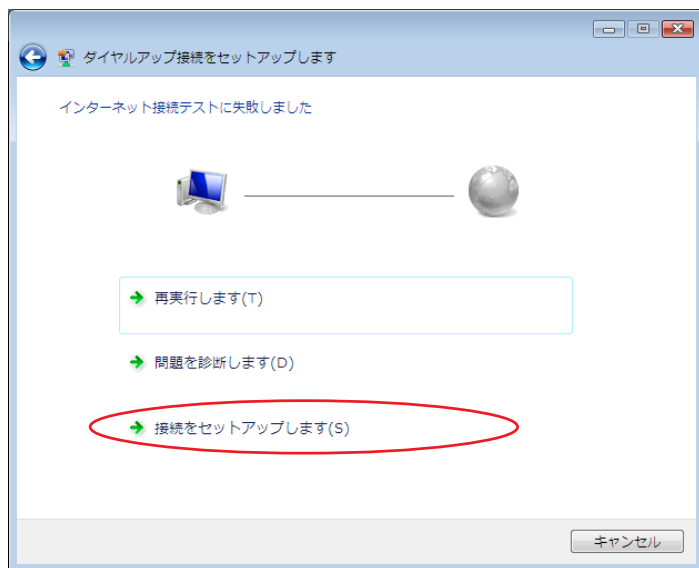 ダイヤルアップ接続をセットアップします
インターネット接続テストに失敗しました
再実行します(T)
問題を診断します(D)
接続をセットアップします(S)
キャンセル